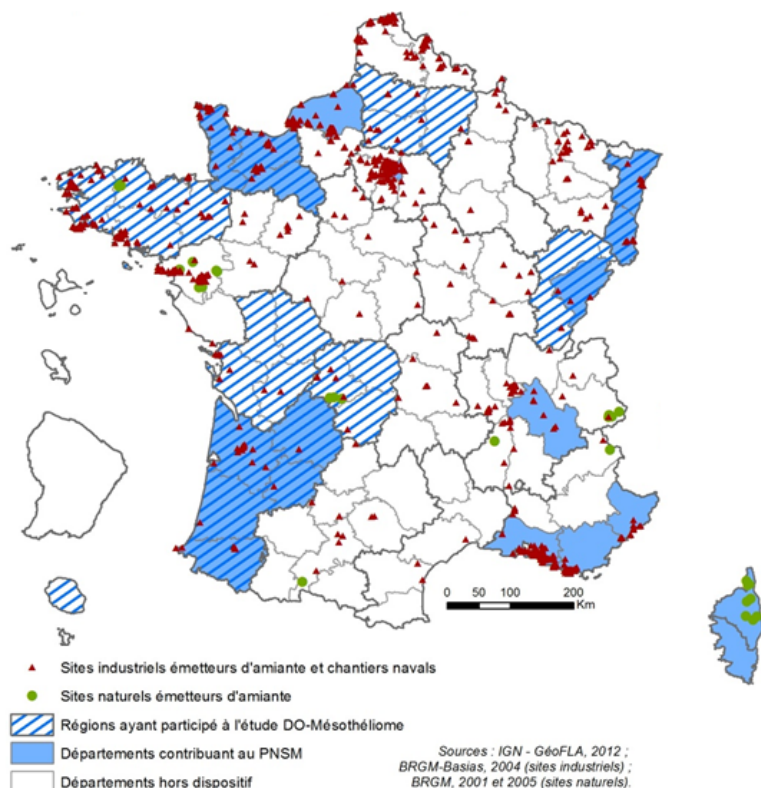 0 50 100 200
Km
Sites industriels émetteurs d'amiante et chantiers navals
Sites naturels émetteurs d'amiante
Régions ayant participé à l'étude DO-Mésothéliome
Départements contribuant au PNSM
Départements hors dispositif
Sources : IGN - GéoFLA, 2012 ;
BRGM-Basias, 2004 (sites industriels) ;
BRGM, 2001 et 2005 (sites naturels).